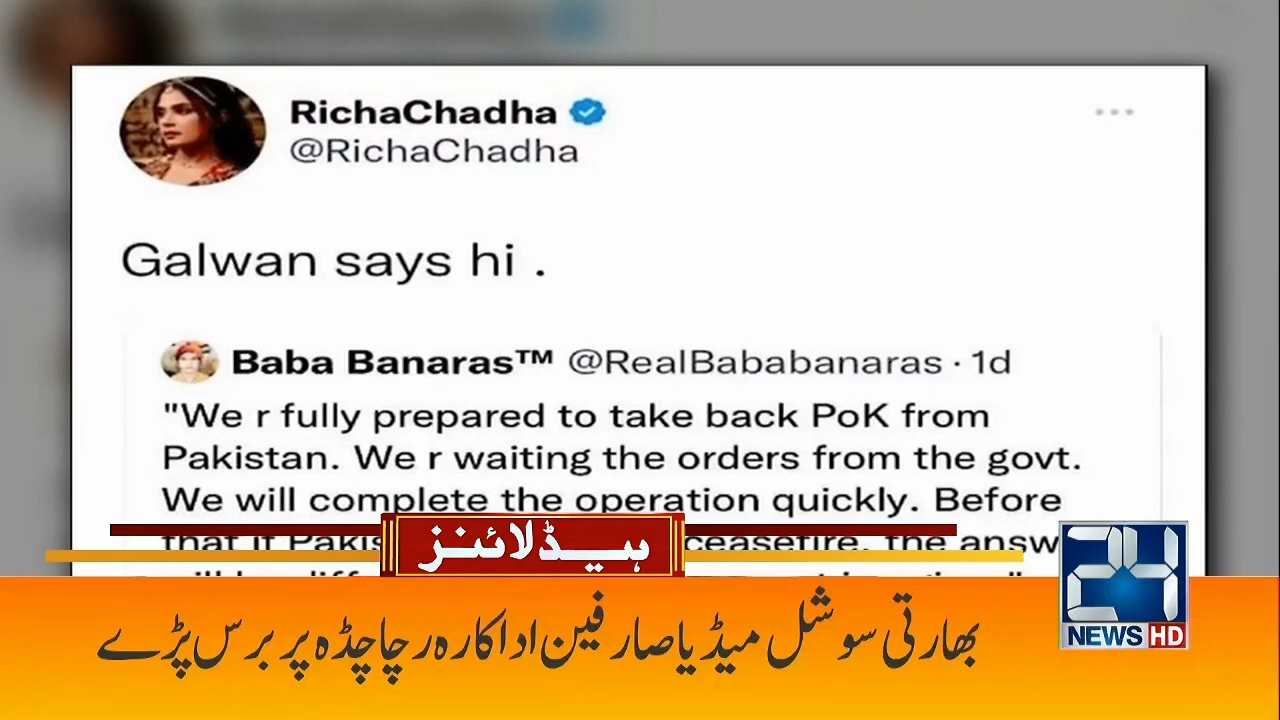 RichaChadha
@RichaChadha
Galwan says hi .
Baba Banaras™ @RealBababanaras · 1d
"We r fully prepared to take back PoK from
Pakistan. We r waiting the orders from the govt.
We will complete the operation quickly. Before
that if ceasefire, the
ہیڈلائنز
24
NEWS HD
بھارتی سوشل میڈیا صارفین اداکارہ رچا چڈہ پر برس پڑے